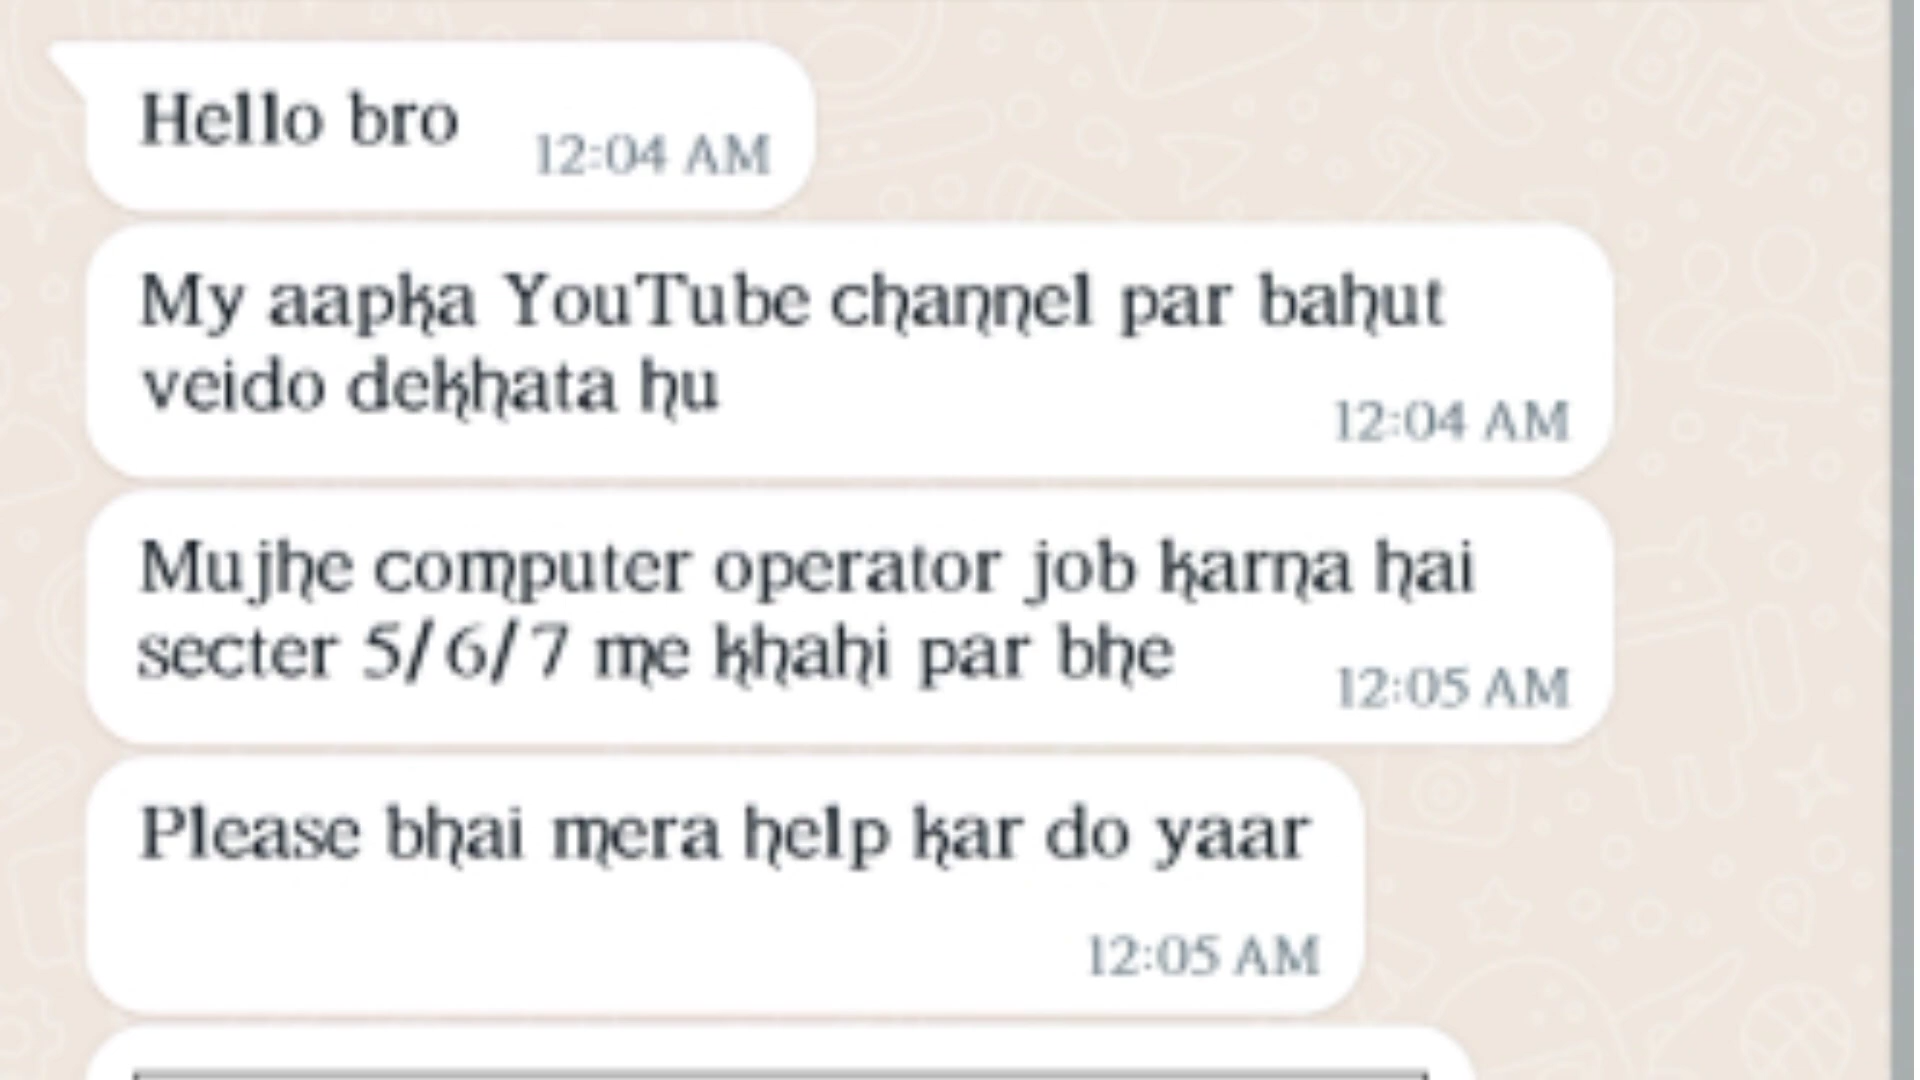 Hello bro
12:04 AM
My aapka YouTube channel par bahut
veido dekhata hu
12:04 AM
Mujhe computer operator job karna hai
secter 5/6/7 me khahi par bhe
12:05 AM
Please bhai mera help kar do yaar
12:05 AM